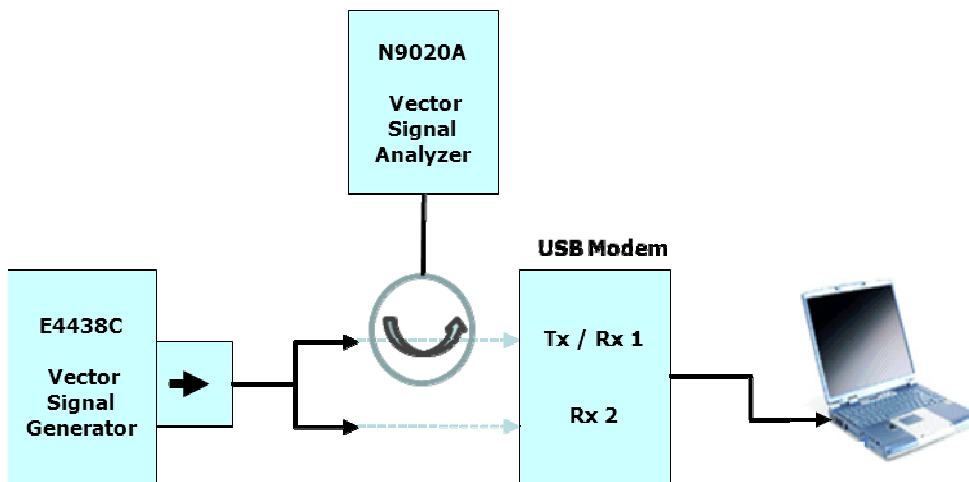 N9020A
Vector
Signal
Analyzer
USB Modem
E4438C
Vector
Signal
Generator
Tx / Rx 1
Rx 2